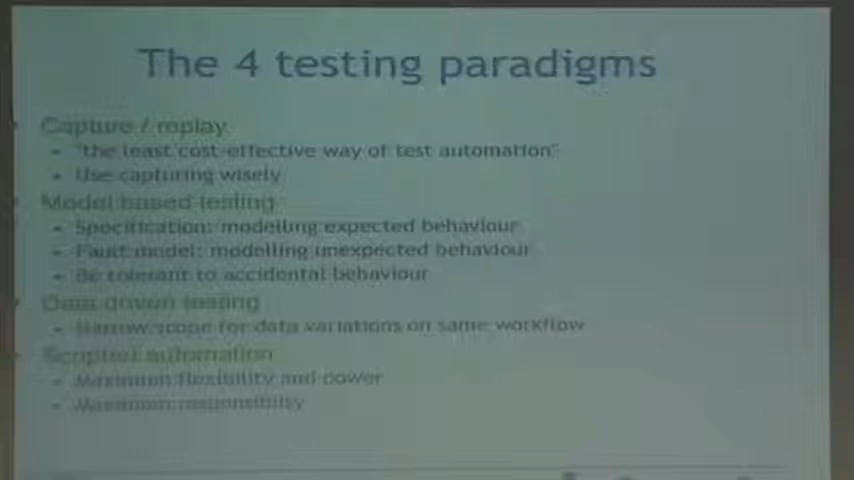 The 4 testing paradigms
Capture / replay
- "the least cost-effective way of test automation"
- Use capturing wisely
Model based testing
- Specification: modelling expected behaviour
- Fault model: modelling unexpected behaviour
- Be tolerant to accidental behaviour
Data driven testing
- Narrow scope for data variations on same workflow
Scripted automation
- Maximum flexibility and power
- Maximum responsibility